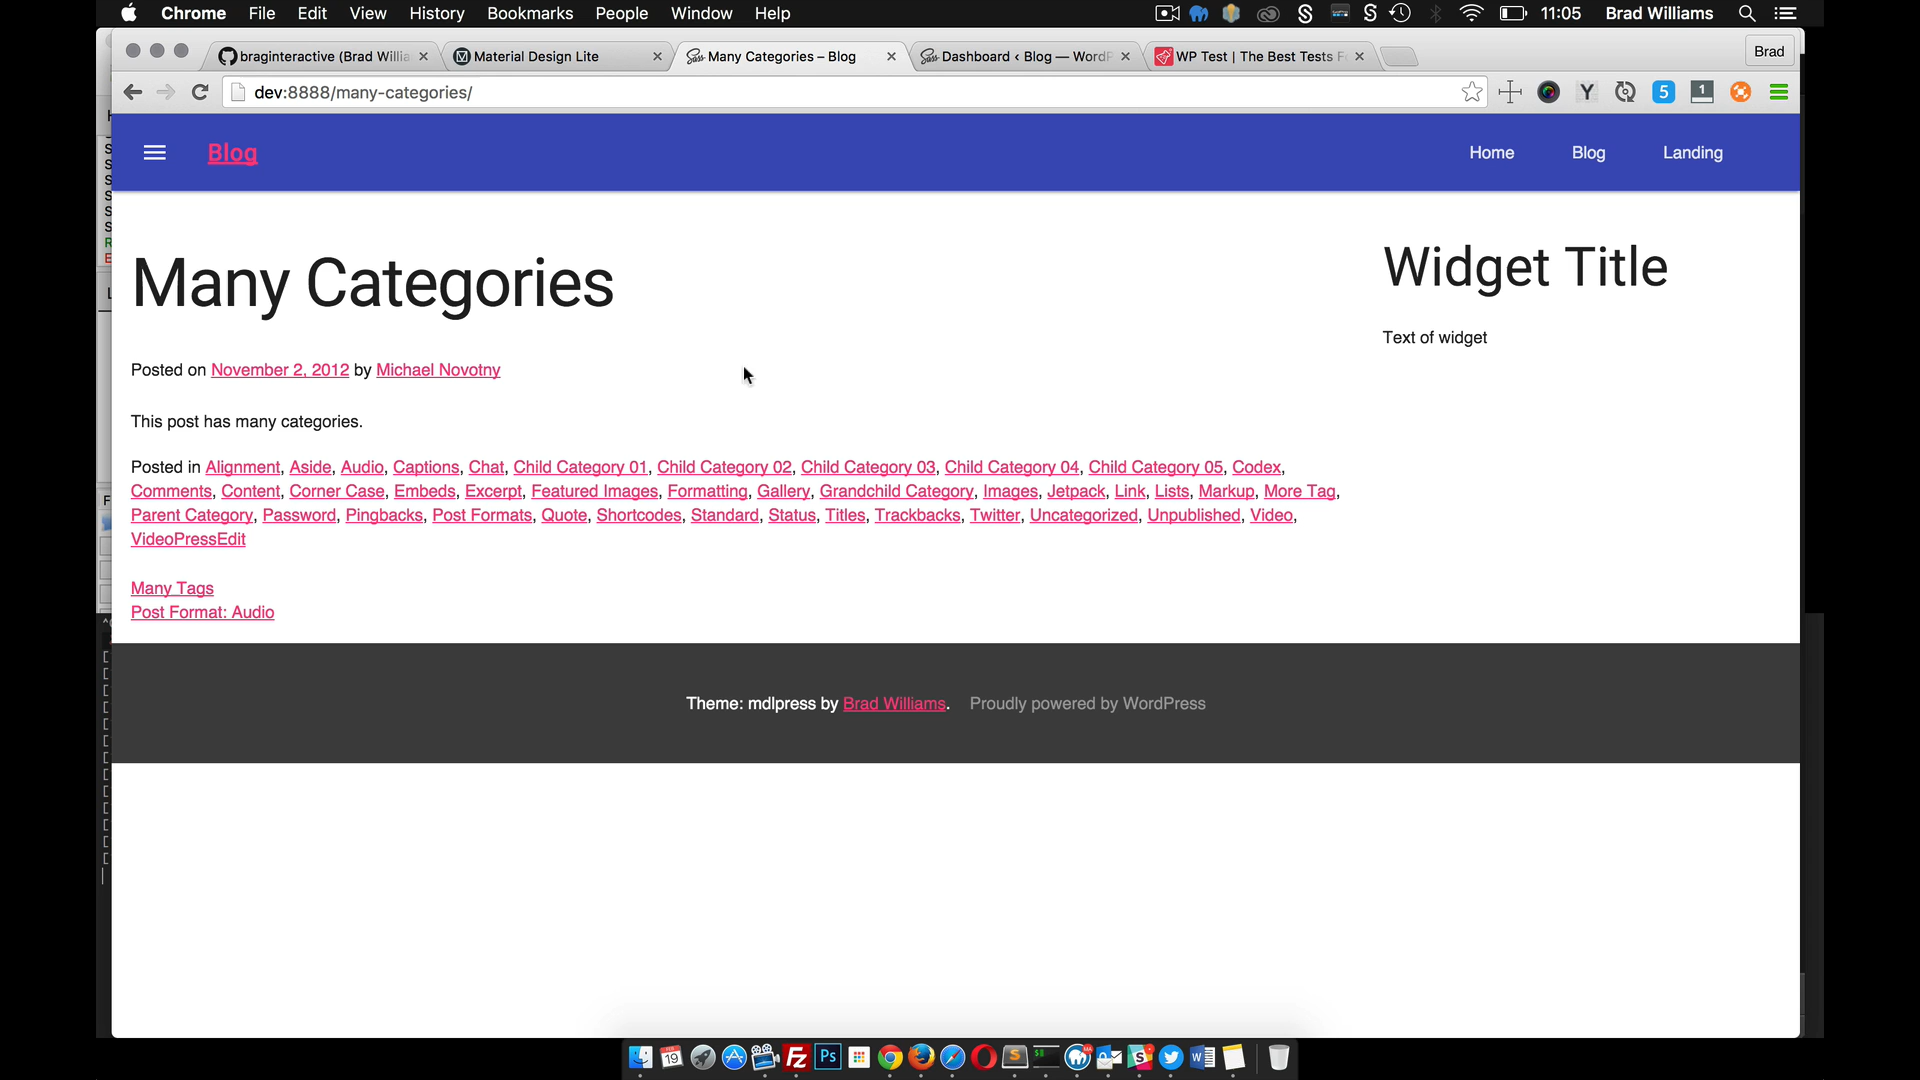 Chrome File Edit View History Bookmarks People Window Help 11:05 Brad Williams
braginteractive (Brad Willia Material Design Lite Many Categories – Blog Dashboard ‹ Blog — WordP WP Test | The Best Tests F Brad
dev:8888/many-categories/
Blog Home Blog Landing
Many Categories
Widget Title
Text of widget
Posted on November 2, 2012 by Michael Novotny
This post has many categories.
Posted in Alignment, Aside, Audio, Captions, Chat, Child Category 01, Child Category 02, Child Category 03, Child Category 04, Child Category 05, Codex,
Comments, Content, Corner Case, Embeds, Excerpt, Featured Images, Formatting, Gallery, Grandchild Category, Images, Jetpack, Link, Lists, Markup, More Tag,
Parent Category, Password, Pingbacks, Post Formats, Quote, Shortcodes, Standard, Status, Titles, Trackbacks, Twitter, Uncategorized, Unpublished, Video,
VideoPressEdit
Many Tags
Post Format: Audio
Theme: mdlpress by Brad Williams. Proudly powered by WordPress